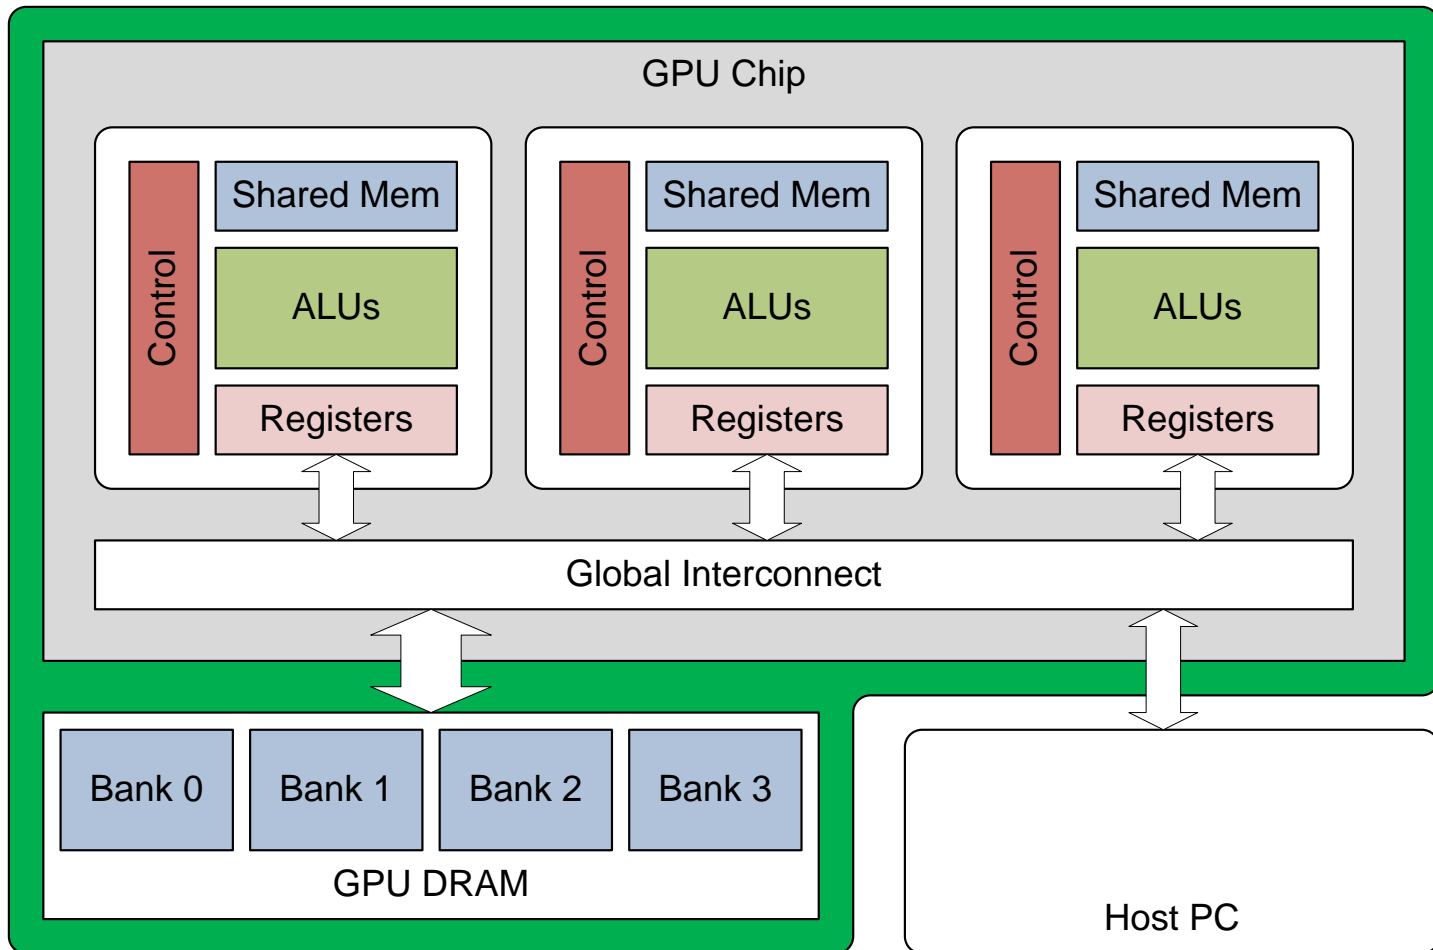 GPU Chip
Control
Shared Mem
ALUs
Registers
Control
Shared Mem
ALUs
Registers
Control
Shared Mem
ALUs
Registers
Global Interconnect
Bank 0
Bank 1
Bank 2
Bank 3
GPU DRAM
Host PC